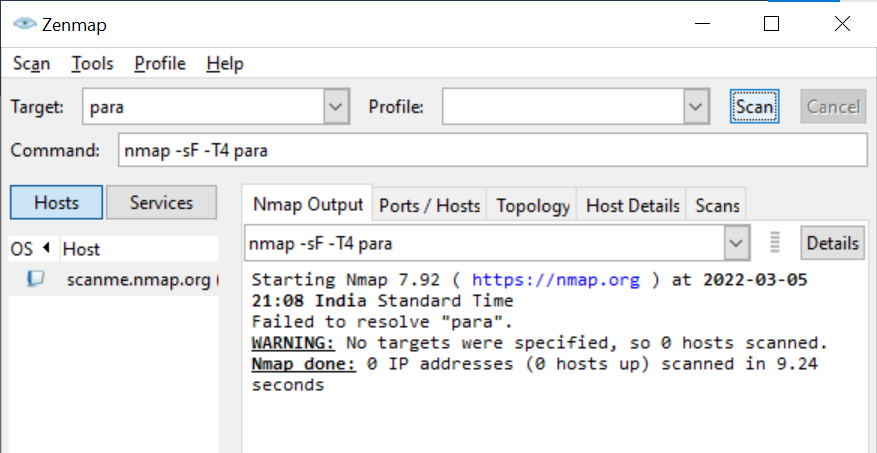 Zenmap
Scan Tools Profile Help
Target: para Profile: Scan Cancel
Command: nmap -sF -T4 para
Hosts Services
Nmap Output Ports / Hosts Topology Host Details Scans
nmap -sF -T4 para Details
OS Host
scanme.nmap.org (
Starting Nmap 7.92 ( https://nmap.org ) at 2022-03-05
21:08 India Standard Time
Failed to resolve "para".
WARNING: No targets were specified, so 0 hosts scanned.
Nmap done: 0 IP addresses (0 hosts up) scanned in 9.24
seconds